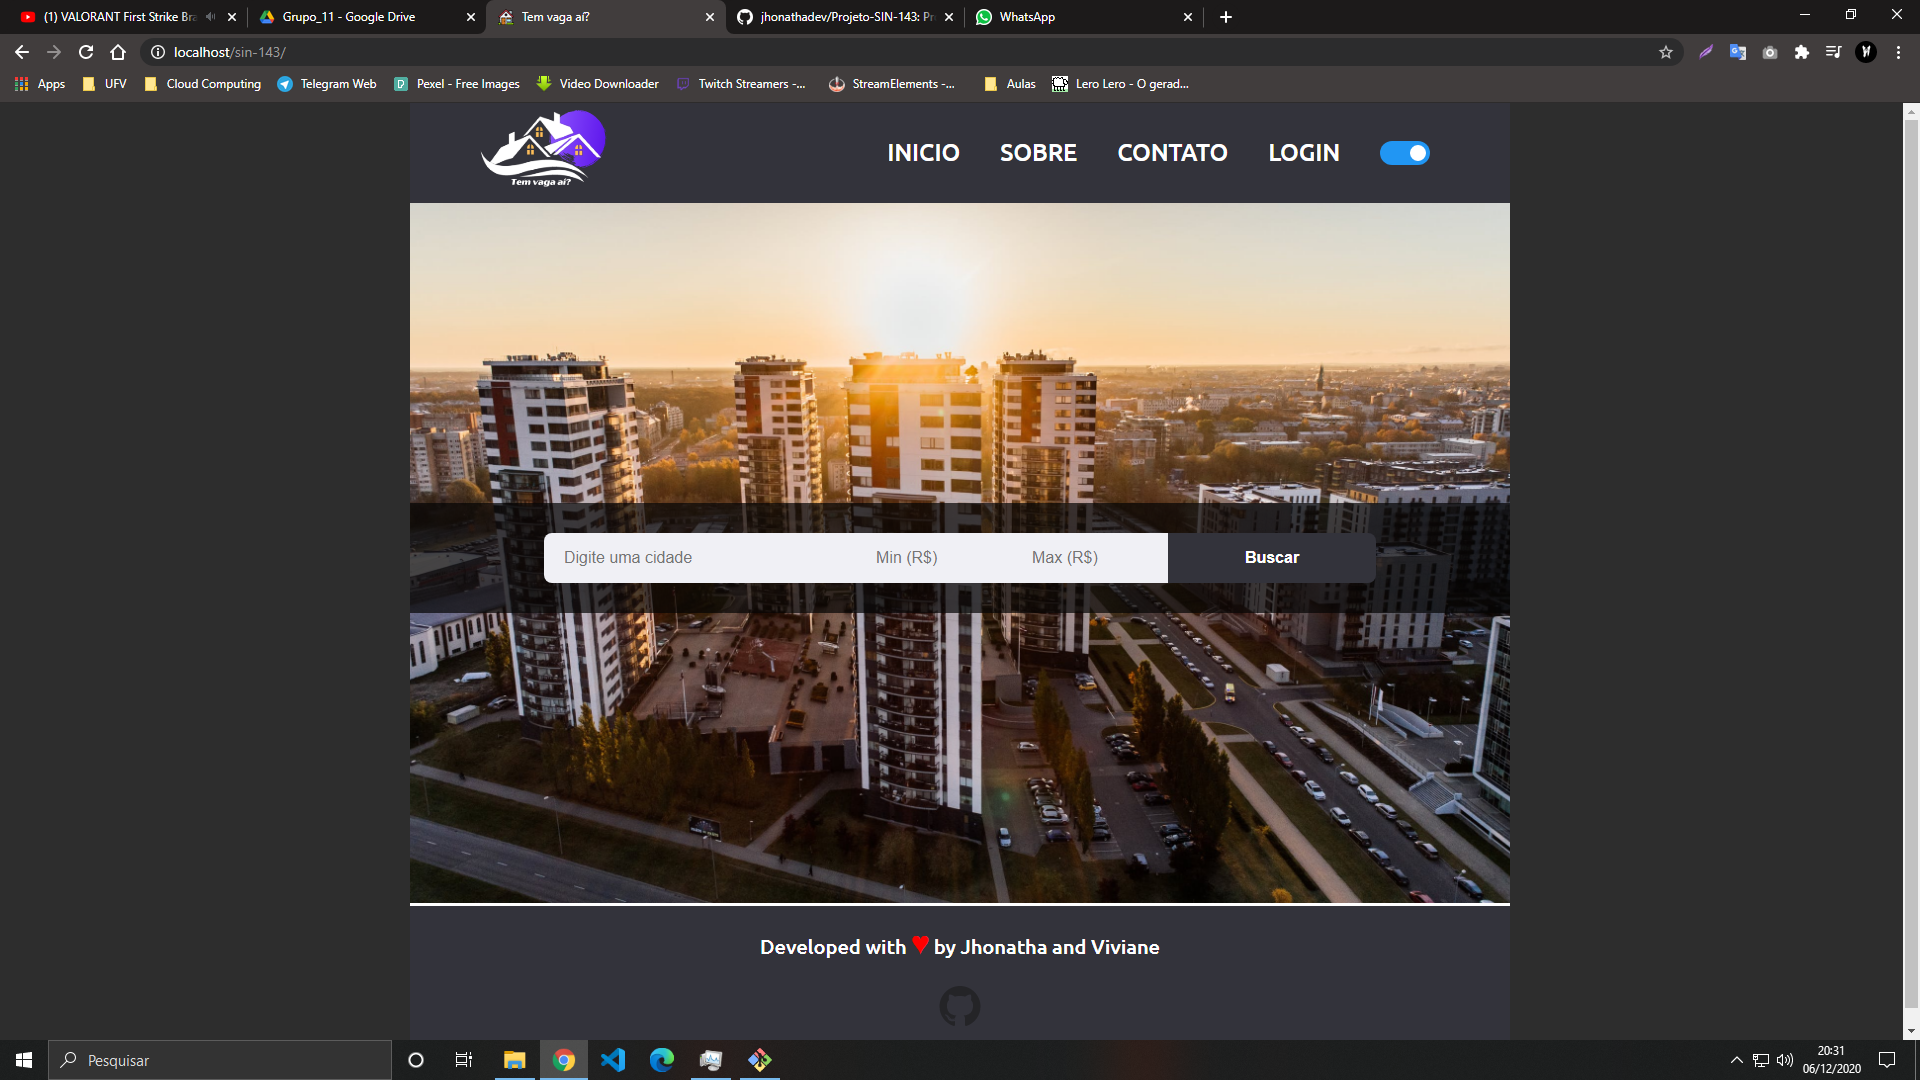 (1) VALORANT First Strike Bra
Grupo_11 - Google Drive
Tem vaga aí?
jhonathadev/Projeto-SIN-143: Pr
WhatsApp
localhost/sin-143/
Apps
UFV
Cloud Computing
Telegram Web
Pexel - Free Images
Video Downloader
Twitch Streamers -...
StreamElements -...
Aulas
Lero Lero - O gerad...
Tem vaga aí?
INICIO
SOBRE
CONTATO
LOGIN
Digite uma cidade
Min (R$)
Max (R$)
Buscar
Developed with ♥ by Jhonatha and Viviane
Pesquisar
20:31
06/12/2020